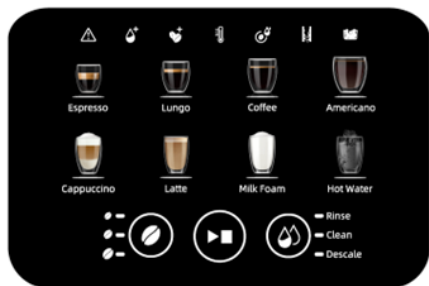 Espresso Lungo Coffee Americano
Cappuccino Latte Milk Foam Hot Water
Rinse
Clean
Descale